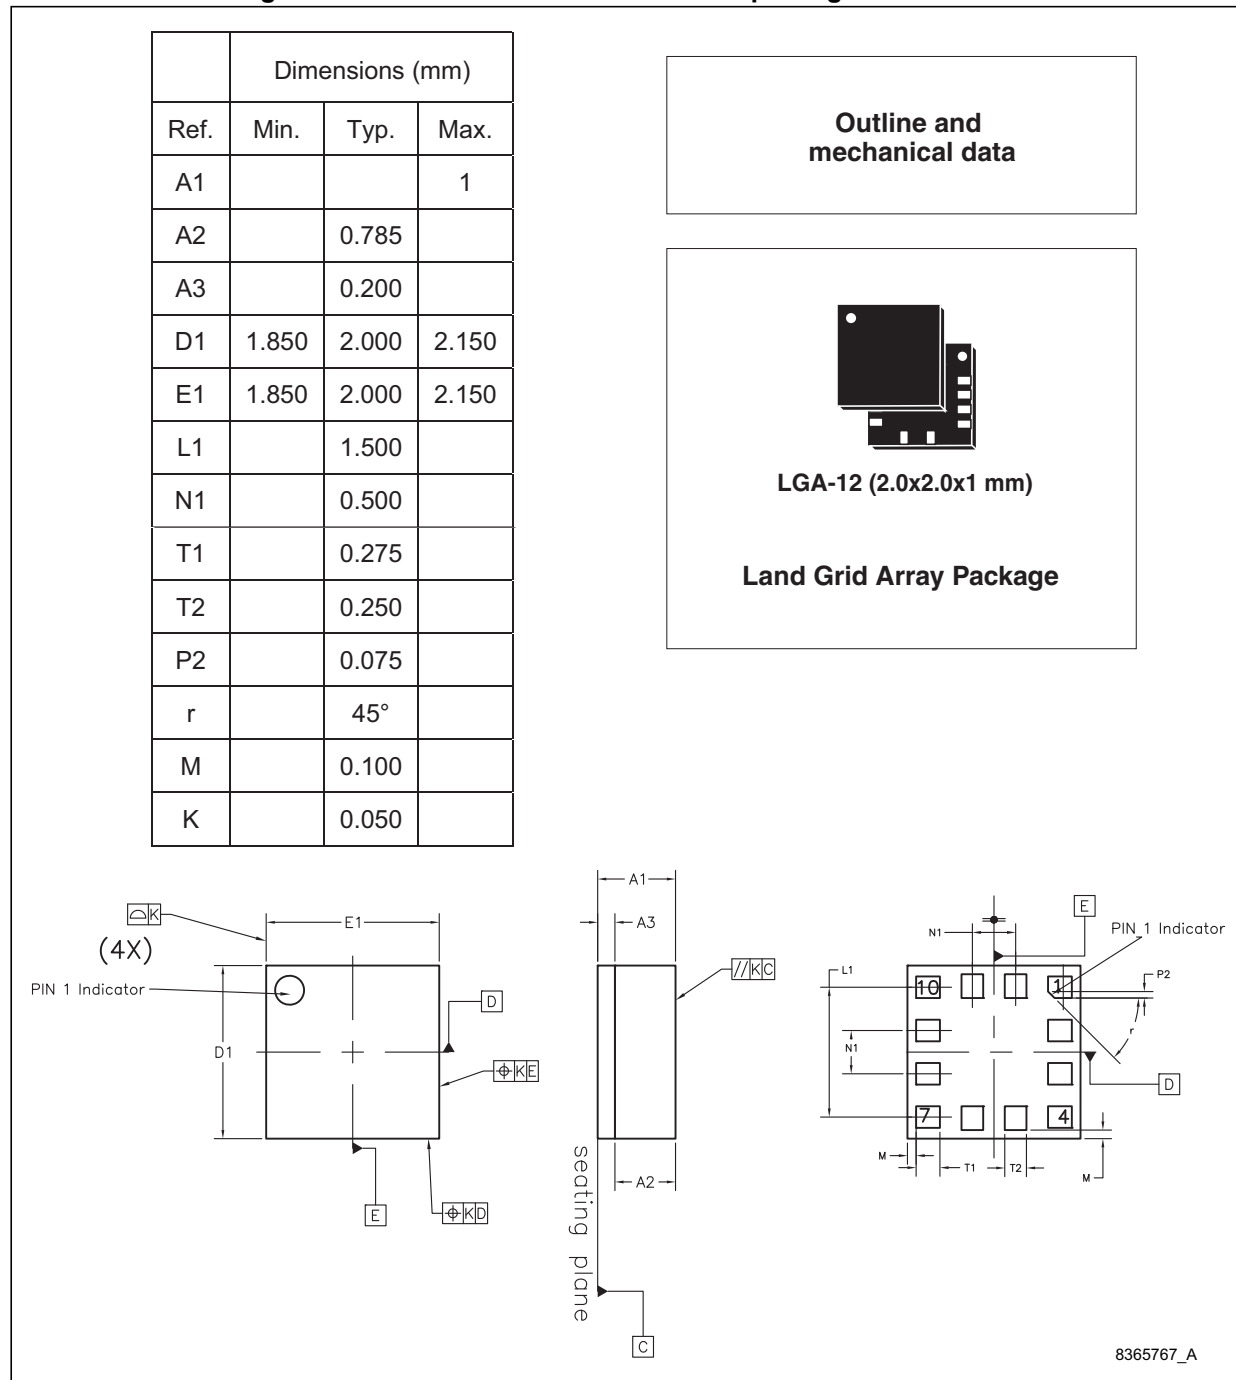 Dimensions (mm)
Ref. Min. Typ. Max.
A1 1
A2 0.785
A3 0.200
D1 1.850 2.000 2.150
E1 1.850 2.000 2.150
L1 1.500
N1 0.500
T1 0.275
T2 0.250
P2 0.075
r 45°
M 0.100
K 0.050
Outline and
mechanical data
LGA-12 (2.0x2.0x1 mm)
Land Grid Array Package
K
(4X)
PIN 1 Indicator
E1
D1
D
KE
E
KD
A1
A3
//KC
A2
seating plane
C
E
N1
PIN 1 Indicator
L1
P2
10
1
r
N1
D
7
4
M
T1
T2
M
8365767_A